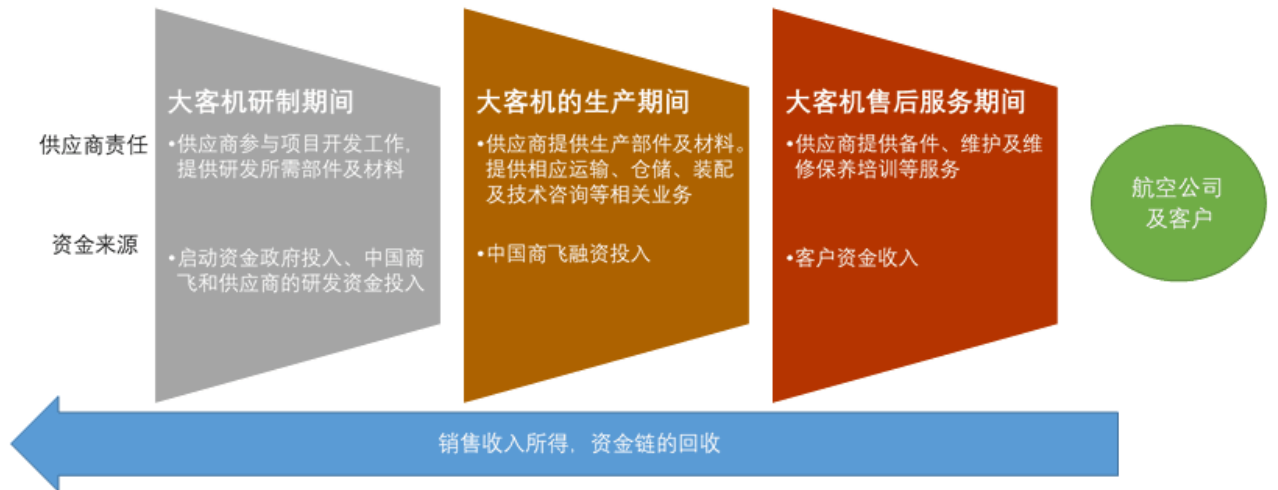 大客机研制期间
供应商责任
•供应商参与项目开发工作,
提供研发所需部件及材料
资金来源
•启动资金政府投入、中国商
飞和供应商的研发资金投入
大客机的生产期间
•供应商提供生产部件及材料。
提供相应运输、仓储、装配
及技术咨询等相关业务
•中国商飞融资投入
大客机售后服务期间
•供应商提供备件、维护及维
修保养培训等服务
•客户资金收入
航空公司
及客户
销售收入所得, 资金链的回收